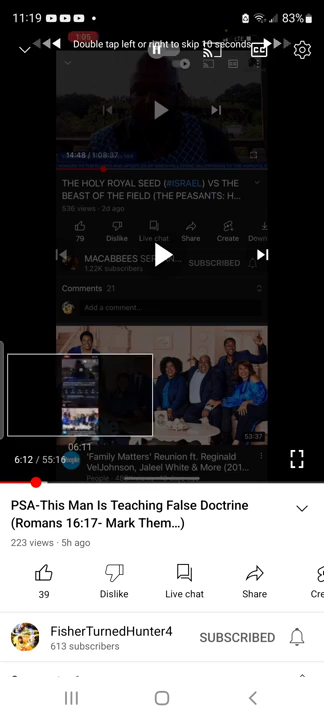 11:19
83%
1:05
Double tap left or right to skip 10 seconds
14:48 / 1:08:37
THE HOLY ROYAL SEED (#ISRAEL) VS THE
BEAST OF THE FIELD (THE PEASANTS: H...
536 views · 2d ago
79 Dislike Live chat Share Create Down
MACABBEES
1.22K subscribers
SUBSCRIBED
Comments 21
Add a comment...
53:37
06:11
6:12 / 55:16
'Family Matters' Reunion ft. Reginald
VelJohnson, Jaleel White & More (201...
PSA-This Man Is Teaching False Doctrine
(Romans 16:17- Mark Them...)
223 views · 5h ago
39 Dislike Live chat Share Cre
FisherTurnedHunter4
613 subscribers
SUBSCRIBED